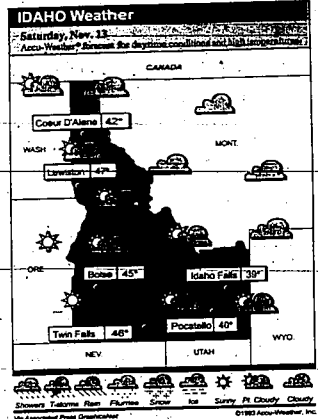 IDAHO Weather
Saturday, Nov. 13
Accu-Weather® forecast for daytime conditions and high temperatures
CANADA
Coeur D'Alene 42°
WASH
MONT.
Lewiston 47°
ORE
Boise 45°
Idaho Falls 39°
Twin Falls 46°
Pocatello 40°
WYO.
NEV.
UTAH
Showers T-storms Rain Flurries Snow Ice Sunny Pt. Cloudy Cloudy
Via Associated Press GraphicsNet
©1993 Accu-Weather, Inc.